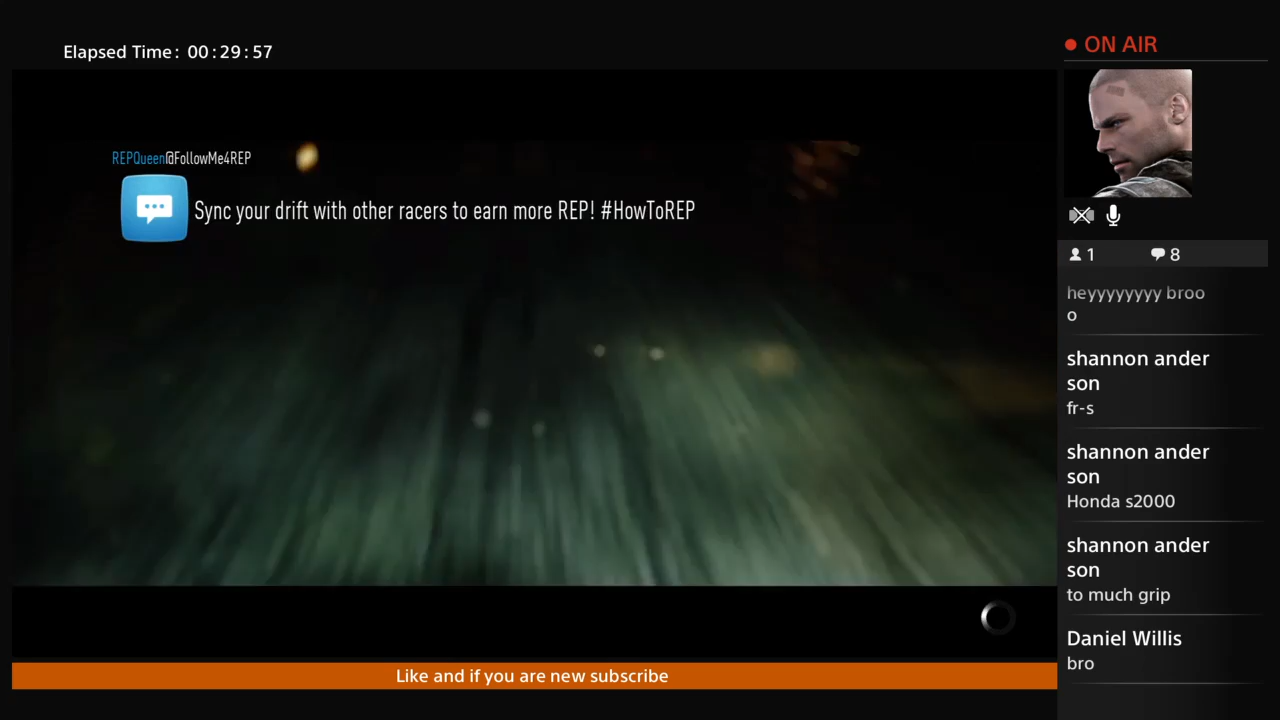 Elapsed Time: 00:29:57
ON AIR
REPQueen@FollowMe4REP
Sync your drift with other racers to earn more REP! #HowToREP
1 8
heyyyyyyyy broo
o
shannon ander
son
fr-s
shannon ander
son
Honda s2000
shannon ander
son
to much grip
Daniel Willis
bro
Like and if you are new subscribe